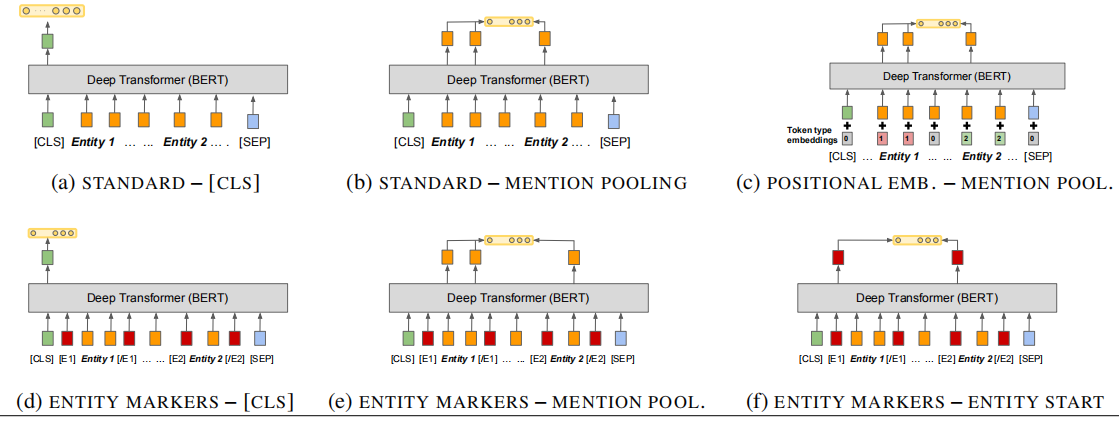 Deep Transformer (BERT)
[CLS] Entity 1 ... ... Entity 2 ... . [SEP]
(a) STANDARD – [CLS]
Deep Transformer (BERT)
[CLS] Entity 1 ... ... Entity 2 ... . [SEP]
(b) STANDARD – MENTION POOLING
Deep Transformer (BERT)
Token type
embeddings
0 1 1 0 2 2 0
[CLS] ... Entity 1 ... ... Entity 2 ... [SEP]
(c) POSITIONAL EMB. – MENTION POOL.
Deep Transformer (BERT)
[CLS] [E1] Entity 1 [/E1] ... ... [E2] Entity 2 [/E2] [SEP]
(d) ENTITY MARKERS – [CLS]
Deep Transformer (BERT)
[CLS] [E1] Entity 1 [/E1] ... ... [E2] Entity 2 [/E2] [SEP]
(e) ENTITY MARKERS – MENTION POOL.
Deep Transformer (BERT)
[CLS] [E1] Entity 1 [/E1] ... ... [E2] Entity 2 [/E2] [SEP]
(f) ENTITY MARKERS – ENTITY START